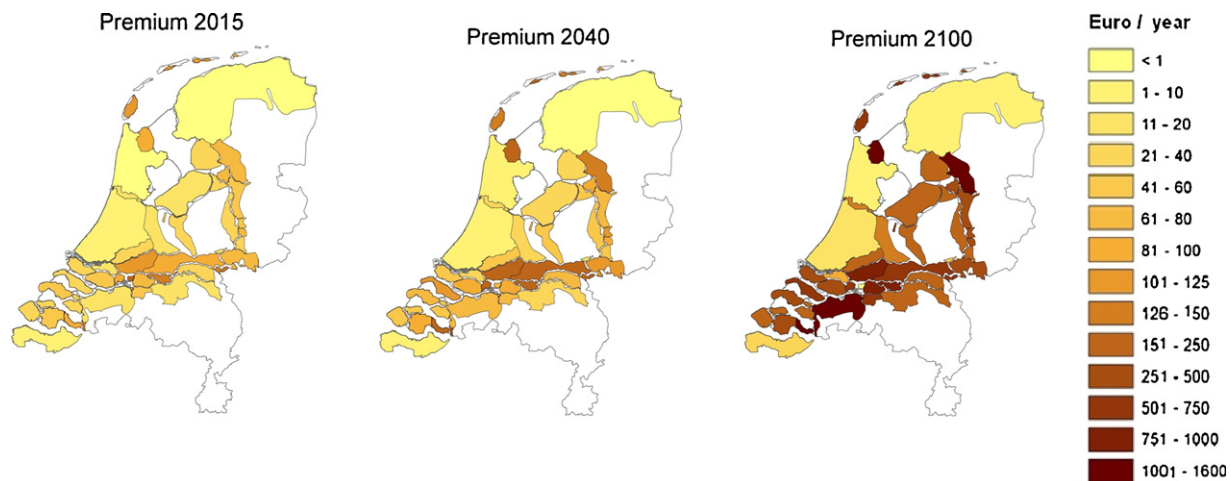 Premium 2015
Premium 2040
Premium 2100
Euro / year
< 1
1 - 10
11 - 20
21 - 40
41 - 60
61 - 80
81 - 100
101 - 125
126 - 150
151 - 250
251 - 500
501 - 750
751 - 1000
1001 - 1600